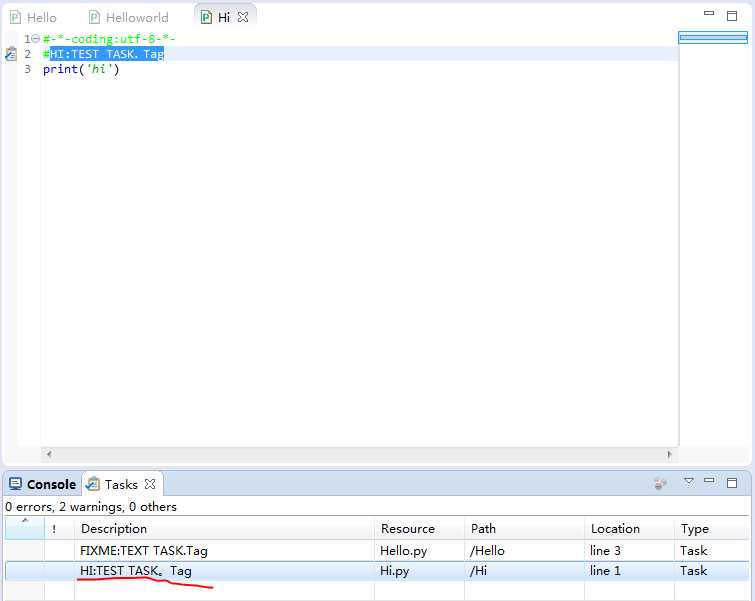 Hello Helloworld Hi
1 #-*-coding:utf-8-*-
2 #HI:TEST TASK. Tag
3 print('hi')
Console Tasks
0 errors, 2 warnings, 0 others
! Description Resource Path Location Type
FIXME:TEXT TASK.Tag Hello.py /Hello line 3 Task
HI:TEST TASK。Tag Hi.py /Hi line 1 Task